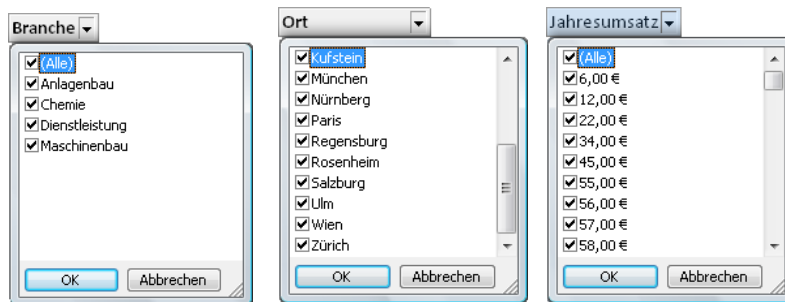 Branche
(Alle)
Anlagenbau
Chemie
Dienstleistung
Maschinenbau
OK
Abbrechen
Ort
Kufstein
München
Nürnberg
Paris
Regensburg
Rosenheim
Salzburg
Ulm
Wien
Zürich
OK
Abbrechen
Jahresumsatz
(Alle)
6,00 €
12,00 €
22,00 €
34,00 €
45,00 €
55,00 €
56,00 €
57,00 €
58,00 €
OK
Abbrechen